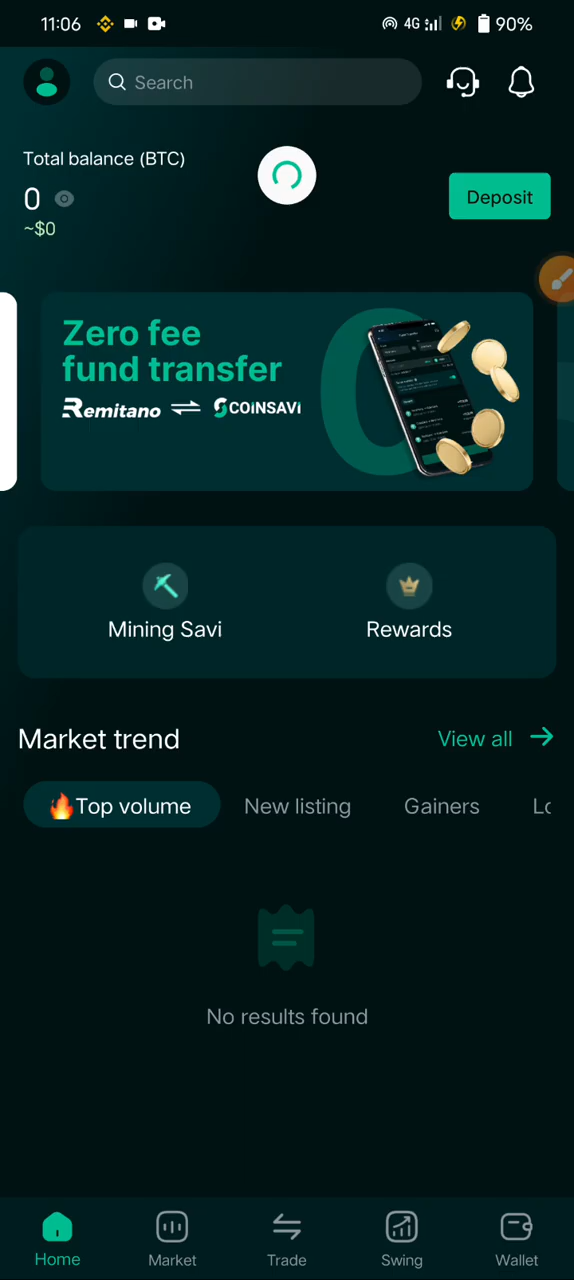 11:06
4G
90%
Search
Total balance (BTC)
0
~$0
Deposit
Zero fee
fund transfer
Remitano
COINSAVI
Mining Savi
Rewards
Market trend
View all
Top volume
New listing
Gainers
Lo
No results found
Home
Market
Trade
Swing
Wallet